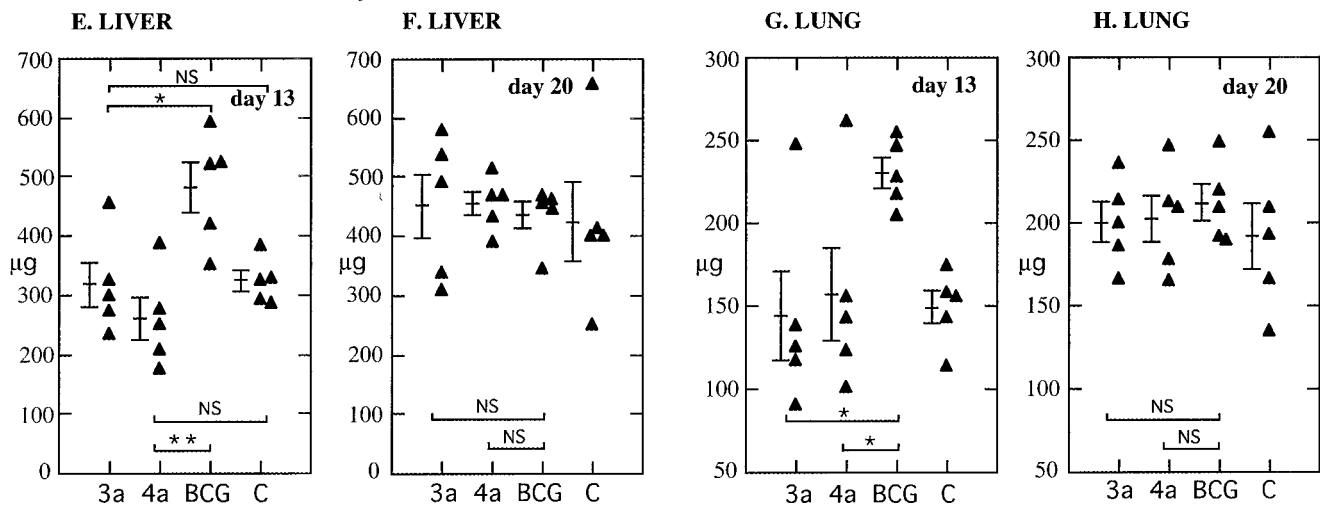 E. LIVER
700
600
500
400
μg
300
200
100
0
NS
*
day 13
NS
* *
3a 4a BCG C
F. LIVER
700
600
500
400
μg
300
200
100
0
day 20
NS
NS
3a 4a BCG C
G. LUNG
300
250
200
μg
150
100
50
day 13
*
*
3a 4a BCG C
H. LUNG
300
250
200
μg
150
100
50
day 20
NS
NS
3a 4a BCG C